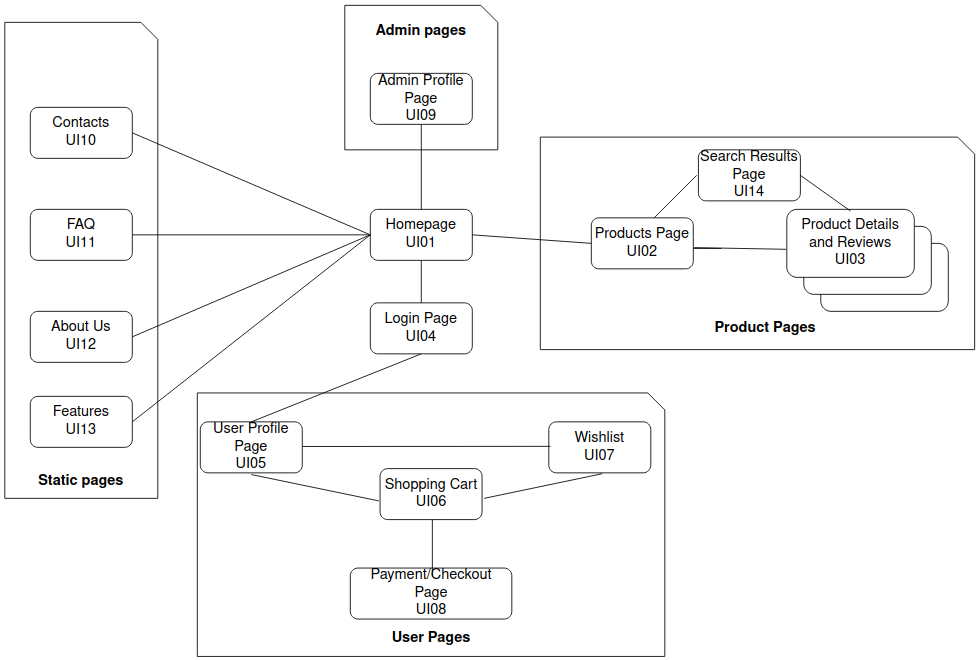 Admin pages
Admin Profile
Page
UI09
Contacts
UI10
FAQ
UI11
About Us
UI12
Features
UI13
Static pages
Homepage
UI01
Login Page
UI04
Search Results
Page
UI14
Products Page
UI02
Product Details
and Reviews
UI03
Product Pages
User Profile
Page
UI05
Wishlist
UI07
Shopping Cart
UI06
Payment/Checkout
Page
UI08
User Pages